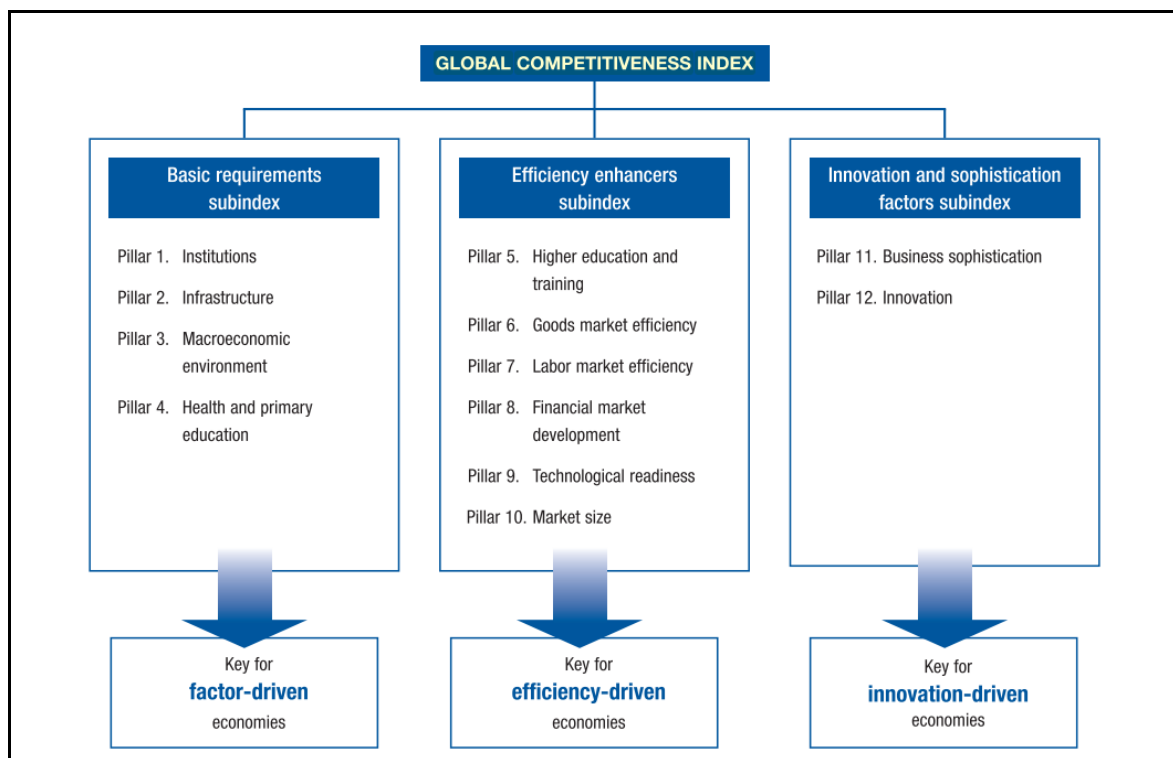 GLOBAL COMPETITIVENESS INDEX
Basic requirements
subindex
Pillar 1. Institutions
Pillar 2. Infrastructure
Pillar 3. Macroeconomic
environment
Pillar 4. Health and primary
education
Key for
factor-driven
economies
Efficiency enhancers
subindex
Pillar 5. Higher education and
training
Pillar 6. Goods market efficiency
Pillar 7. Labor market efficiency
Pillar 8. Financial market
development
Pillar 9. Technological readiness
Pillar 10. Market size
Key for
efficiency-driven
economies
Innovation and sophistication
factors subindex
Pillar 11. Business sophistication
Pillar 12. Innovation
Key for
innovation-driven
economies